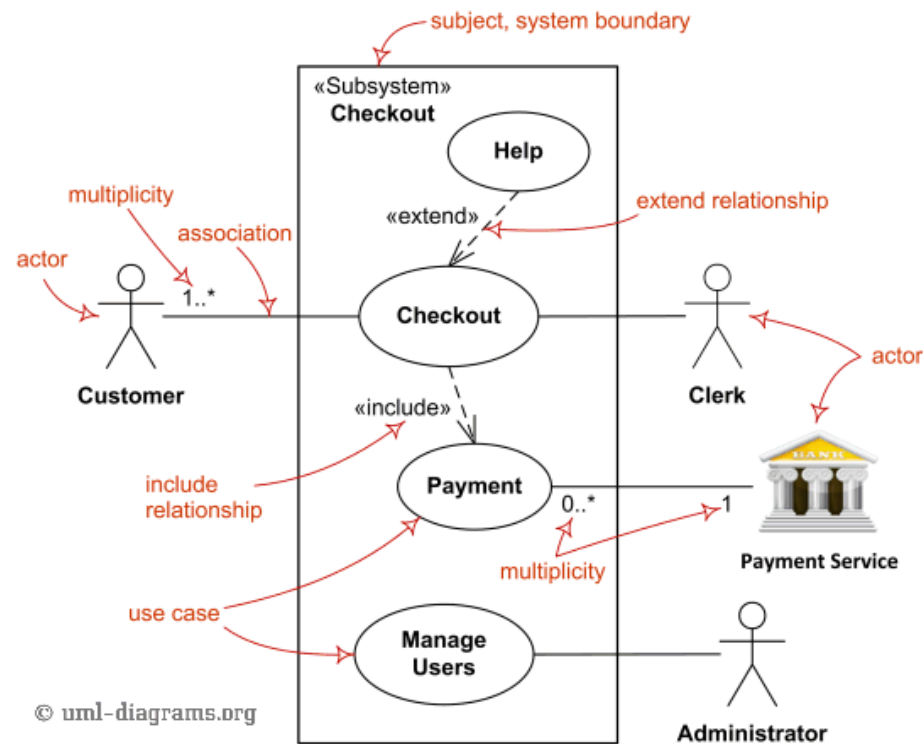 subject, system boundary
«Subsystem»
Checkout
Help
multiplicity
«extend»
extend relationship
association
actor
1..*
Checkout
Customer
Clerk
actor
«include»
BANK
include
relationship
Payment
0..*
1
Payment Service
multiplicity
use case
Manage
Users
© uml-diagrams.org
Administrator